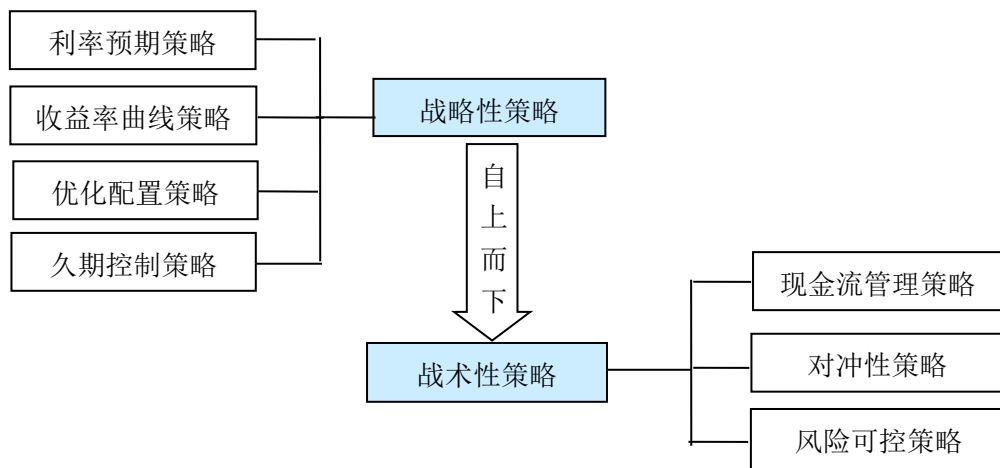 利率预期策略
收益率曲线策略
优化配置策略
久期控制策略
战略性策略
自
上
而
下
战术性策略
现金流管理策略
对冲性策略
风险可控策略